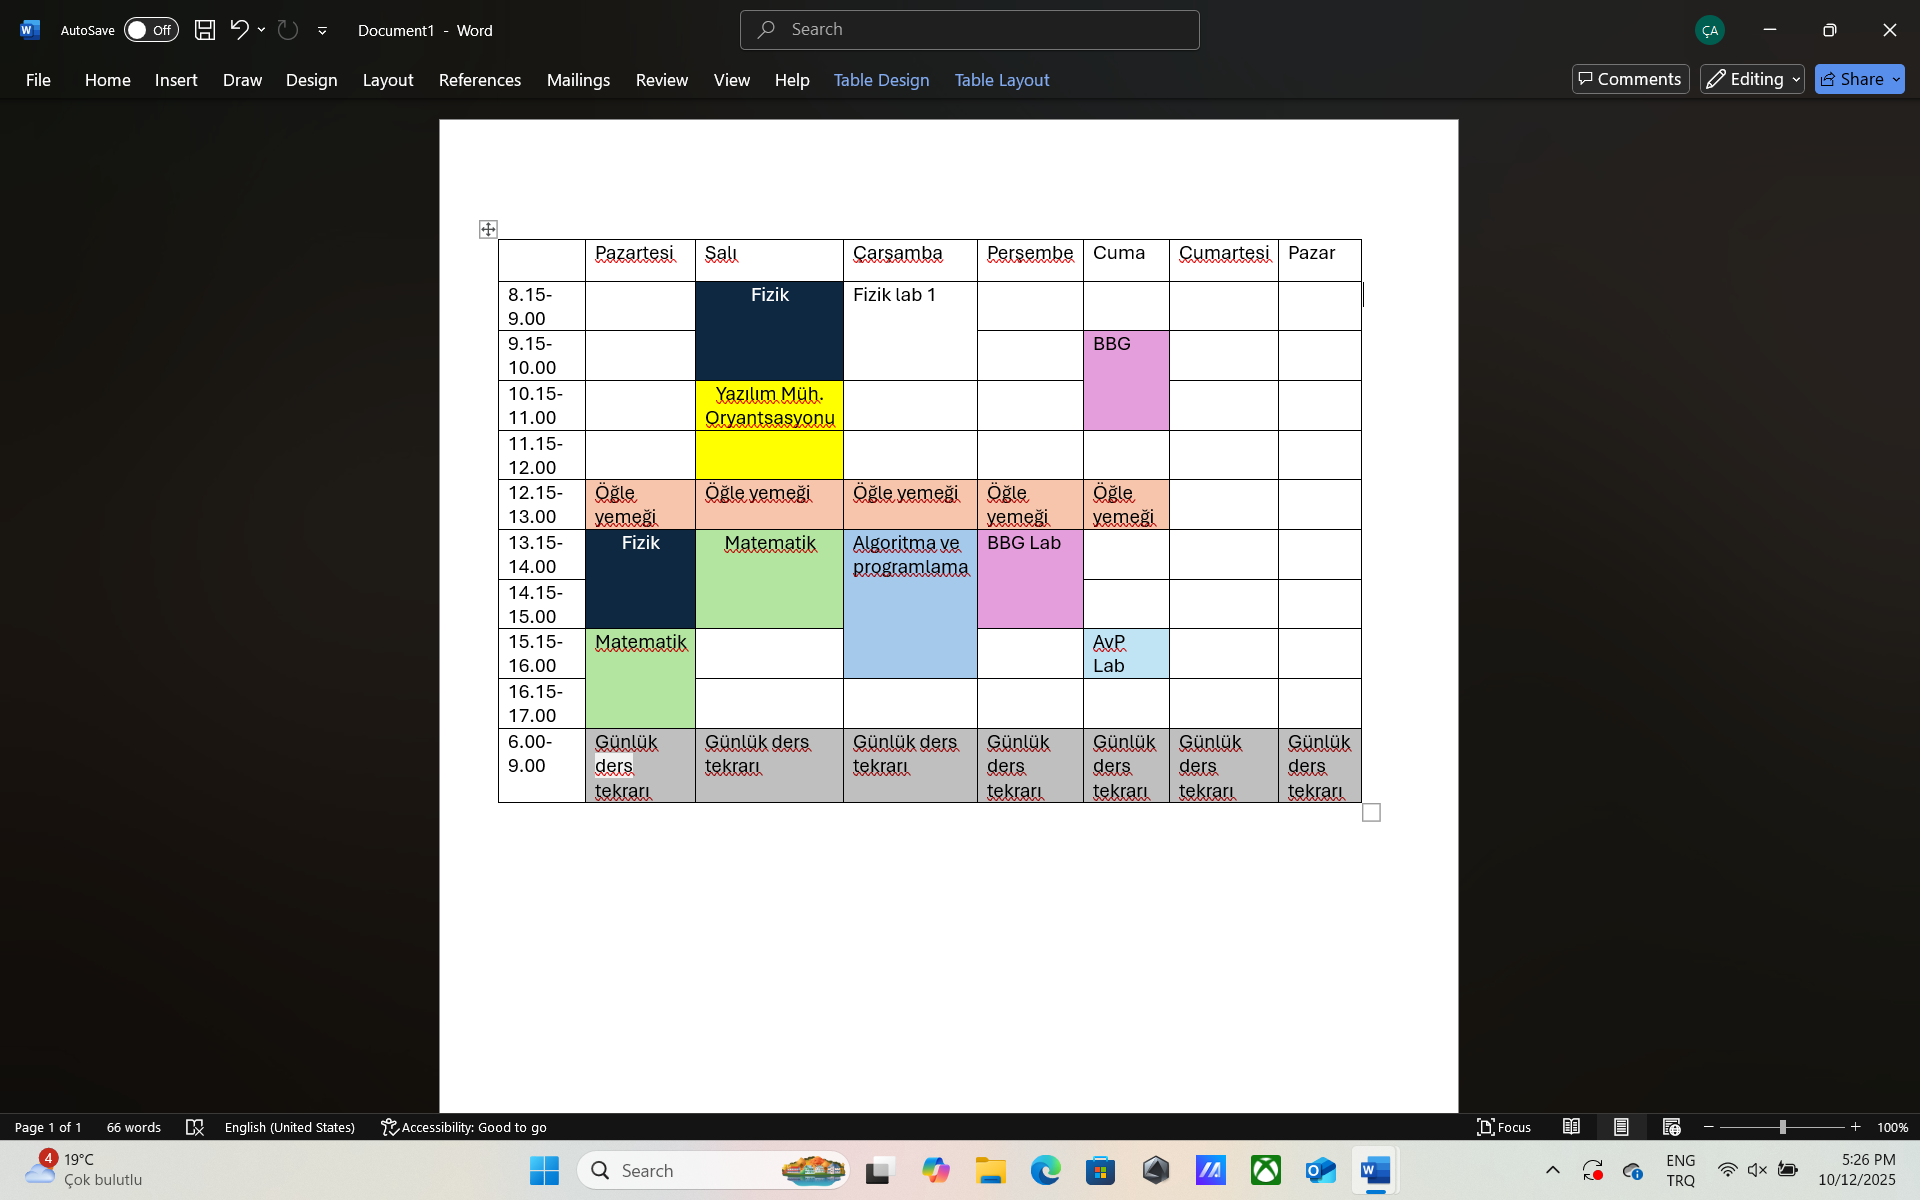 AutoSave Off Document1 - Word Search ÇA
File Home Insert Draw Design Layout References Mailings Review View Help Table Design Table Layout Comments Editing Share
Pazartesi Salı Çarşamba Perşembe Cuma Cumartesi Pazar
8.15- Fizik Fizik lab 1
9.00
9.15- BBG
10.00
10.15- Yazılım Müh.
11.00 Oryantsasyonu
11.15-
12.00
12.15- Öğle Öğle yemeği Öğle yemeği Öğle Öğle
13.00 yemeği yemeği yemeği
13.15- Fizik Matematik Algoritma ve BBG Lab
14.00 programlama
14.15-
15.00
15.15- Matematik AvP
16.00 Lab
16.15-
17.00
6.00- Günlük Günlük ders Günlük ders Günlük Günlük Günlük Günlük
9.00 ders tekrarı tekrarı ders ders ders ders
tekrarı tekrarı tekrarı tekrarı tekrarı
Page 1 of 1 66 words English (United States) Accessibility: Good to go Focus 100%
4 19°C Search ENG 5:26 PM
Çok bulutlu TRQ 10/12/2025